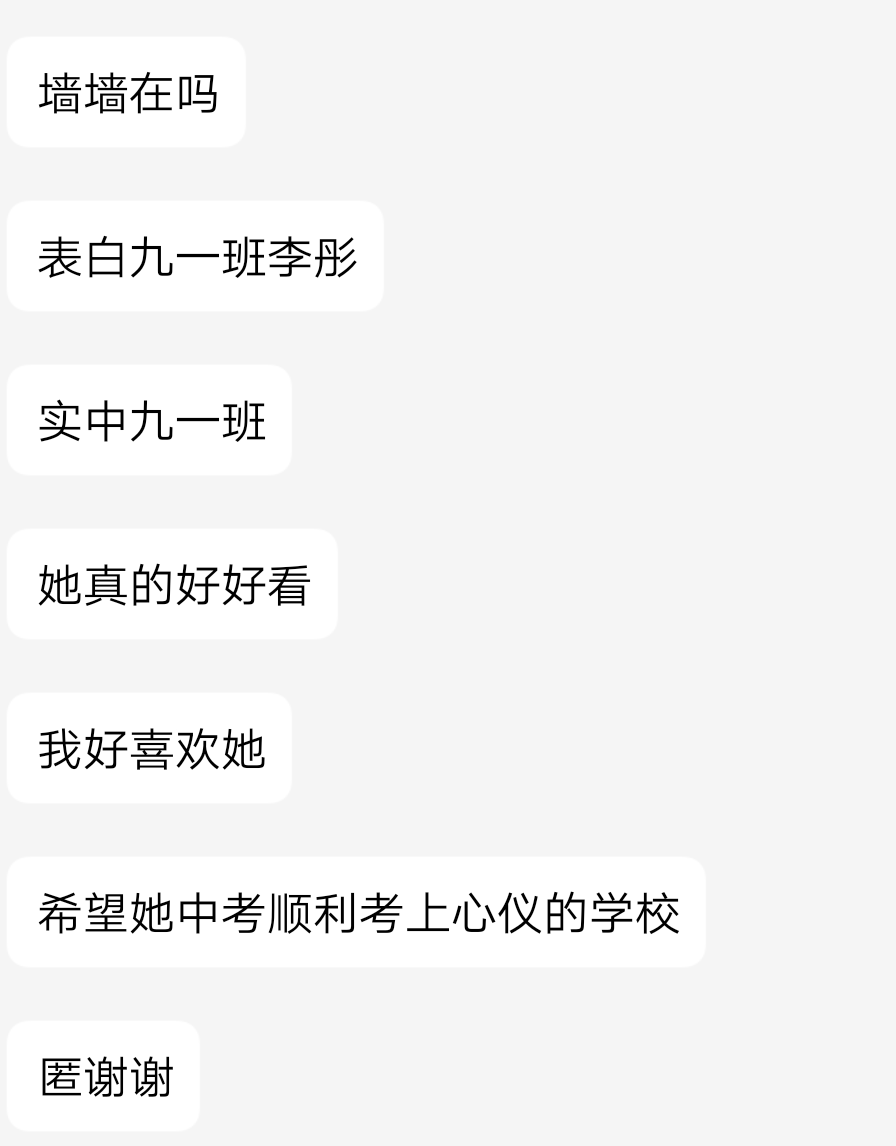 墙墙在吗
表白九一班李彤
实中九一班
她真的好好看
我好喜欢她
希望她中考顺利考上心仪的学校
匿谢谢